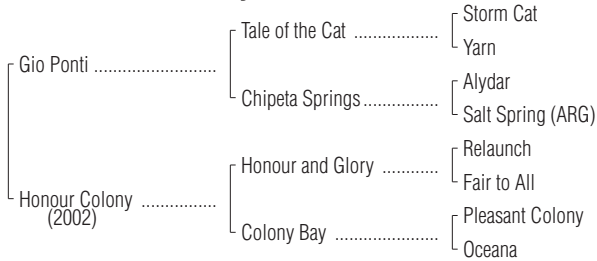 Storm Cat
Tale of the Cat ..................
Yarn
Gio Ponti ..........................
Alydar
Chipeta Springs................
Salt Spring (ARG)
Relaunch
Honour and Glory ............
Fair to All
Honour Colony ................
(2002)
Pleasant Colony
Colony Bay ......................
Oceana